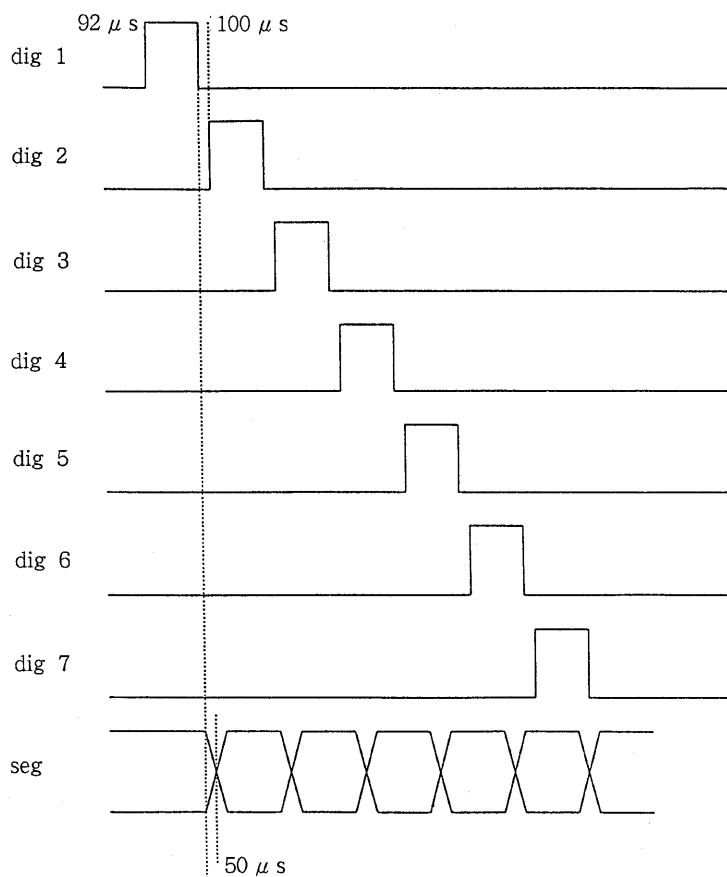 92 μ s 100 μ s
dig 1
dig 2
dig 3
dig 4
dig 5
dig 6
dig 7
seg
50 μ s